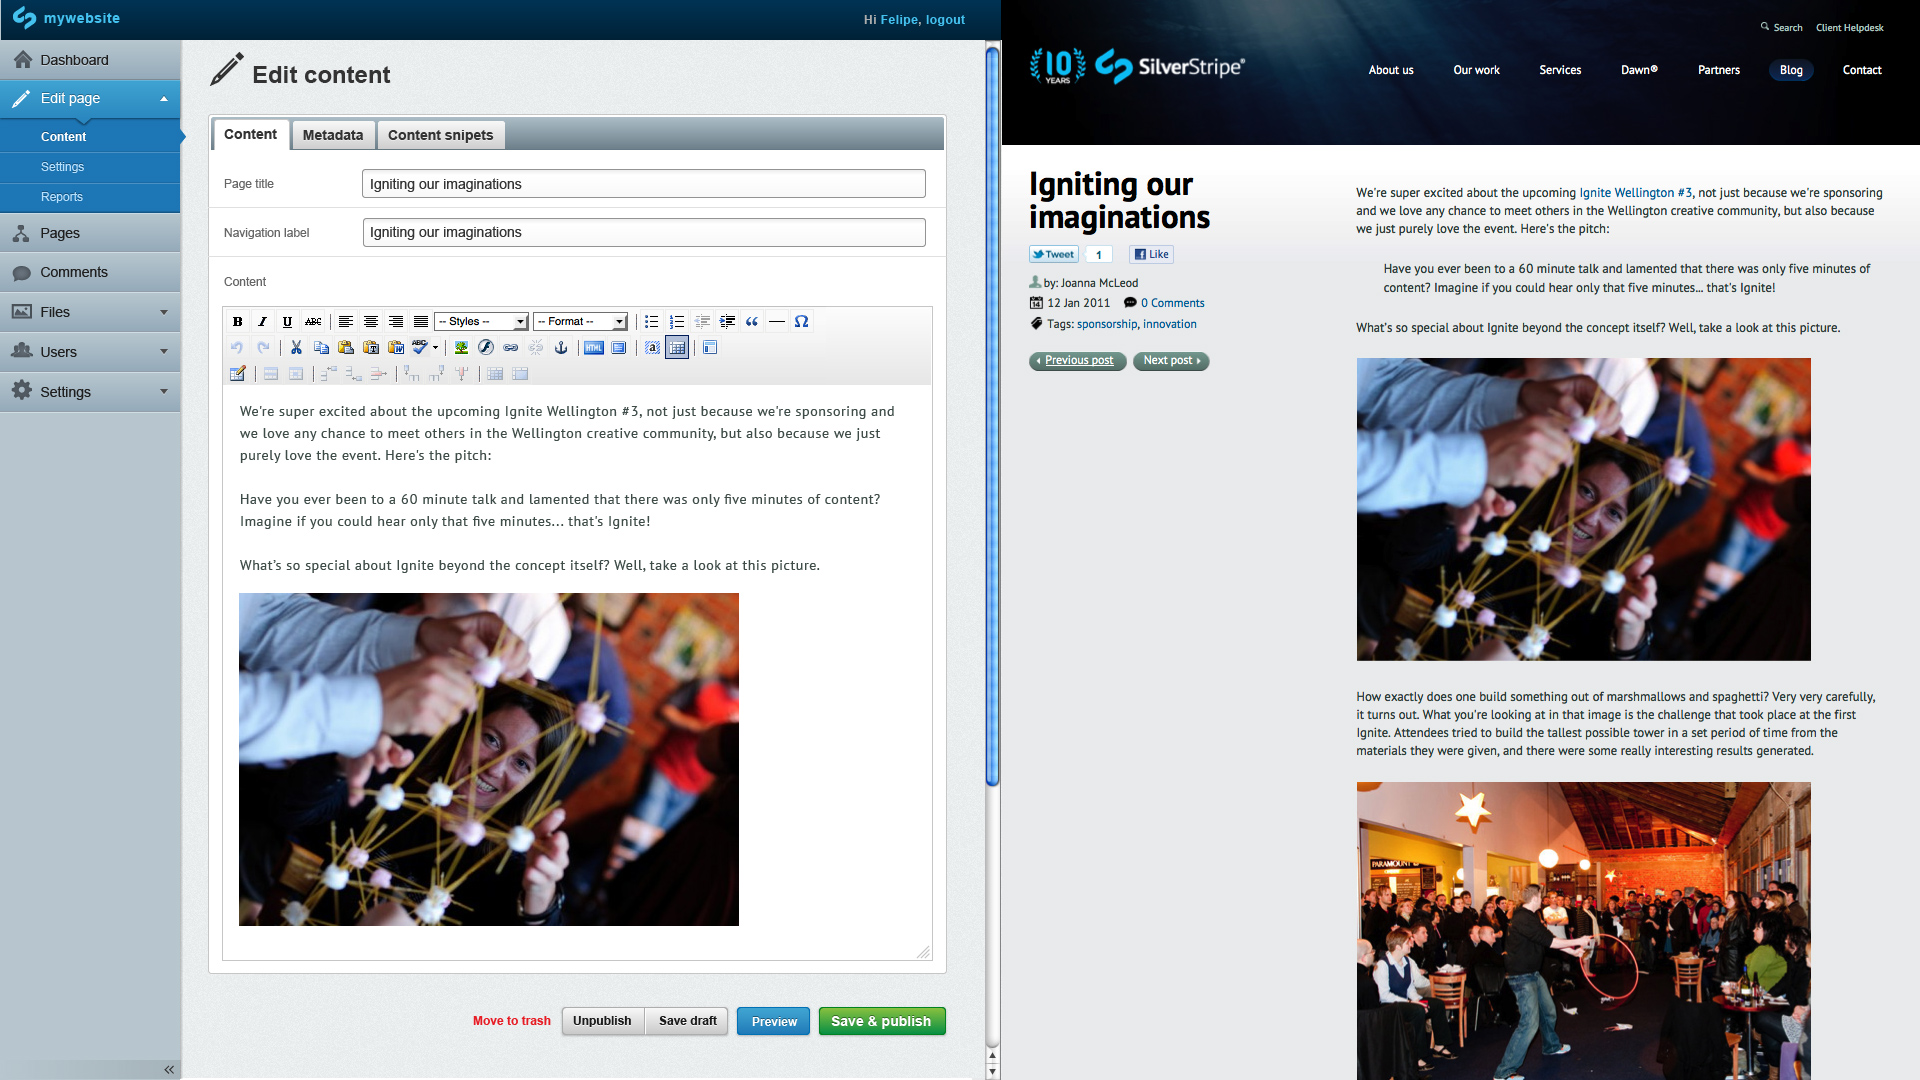 mywebsite
Hi Felipe, logout
Dashboard
Edit page
Content
Settings
Reports
Pages
Comments
Files
Users
Settings
Edit content
Content
Metadata
Content snipets
Page title
Igniting our imaginations
Navigation label
Igniting our imaginations
Content
B I U ABC
-- Styles --
-- Format --
HTML
We're super excited about the upcoming Ignite Wellington #3, not just because we're sponsoring and
we love any chance to meet others in the Wellington creative community, but also because we just
purely love the event. Here's the pitch:
Have you ever been to a 60 minute talk and lamented that there was only five minutes of content?
Imagine if you could hear only that five minutes... that's Ignite!
What's so special about Ignite beyond the concept itself? Well, take a look at this picture.
Move to trash
Unpublish
Save draft
Preview
Save & publish
Search
Client Helpdesk
10
YEARS
SilverStripe®
About us
Our work
Services
Dawn®
Partners
Blog
Contact
Igniting our
imaginations
Tweet
1
Like
by: Joanna McLeod
12 Jan 2011
0 Comments
Tags: sponsorship, innovation
Previous post
Next post
We're super excited about the upcoming Ignite Wellington #3, not just because we're sponsoring
and we love any chance to meet others in the Wellington creative community, but also because
we just purely love the event. Here's the pitch:
Have you ever been to a 60 minute talk and lamented that there was only five minutes of
content? Imagine if you could hear only that five minutes... that's Ignite!
What's so special about Ignite beyond the concept itself? Well, take a look at this picture.
How exactly does one build something out of marshmallows and spaghetti? Very very carefully,
it turns out. What you're looking at in that image is the challenge that took place at the first
Ignite. Attendees tried to build the tallest possible tower in a set period of time from the
materials they were given, and there were some really interesting results generated.
PARAMOUNT